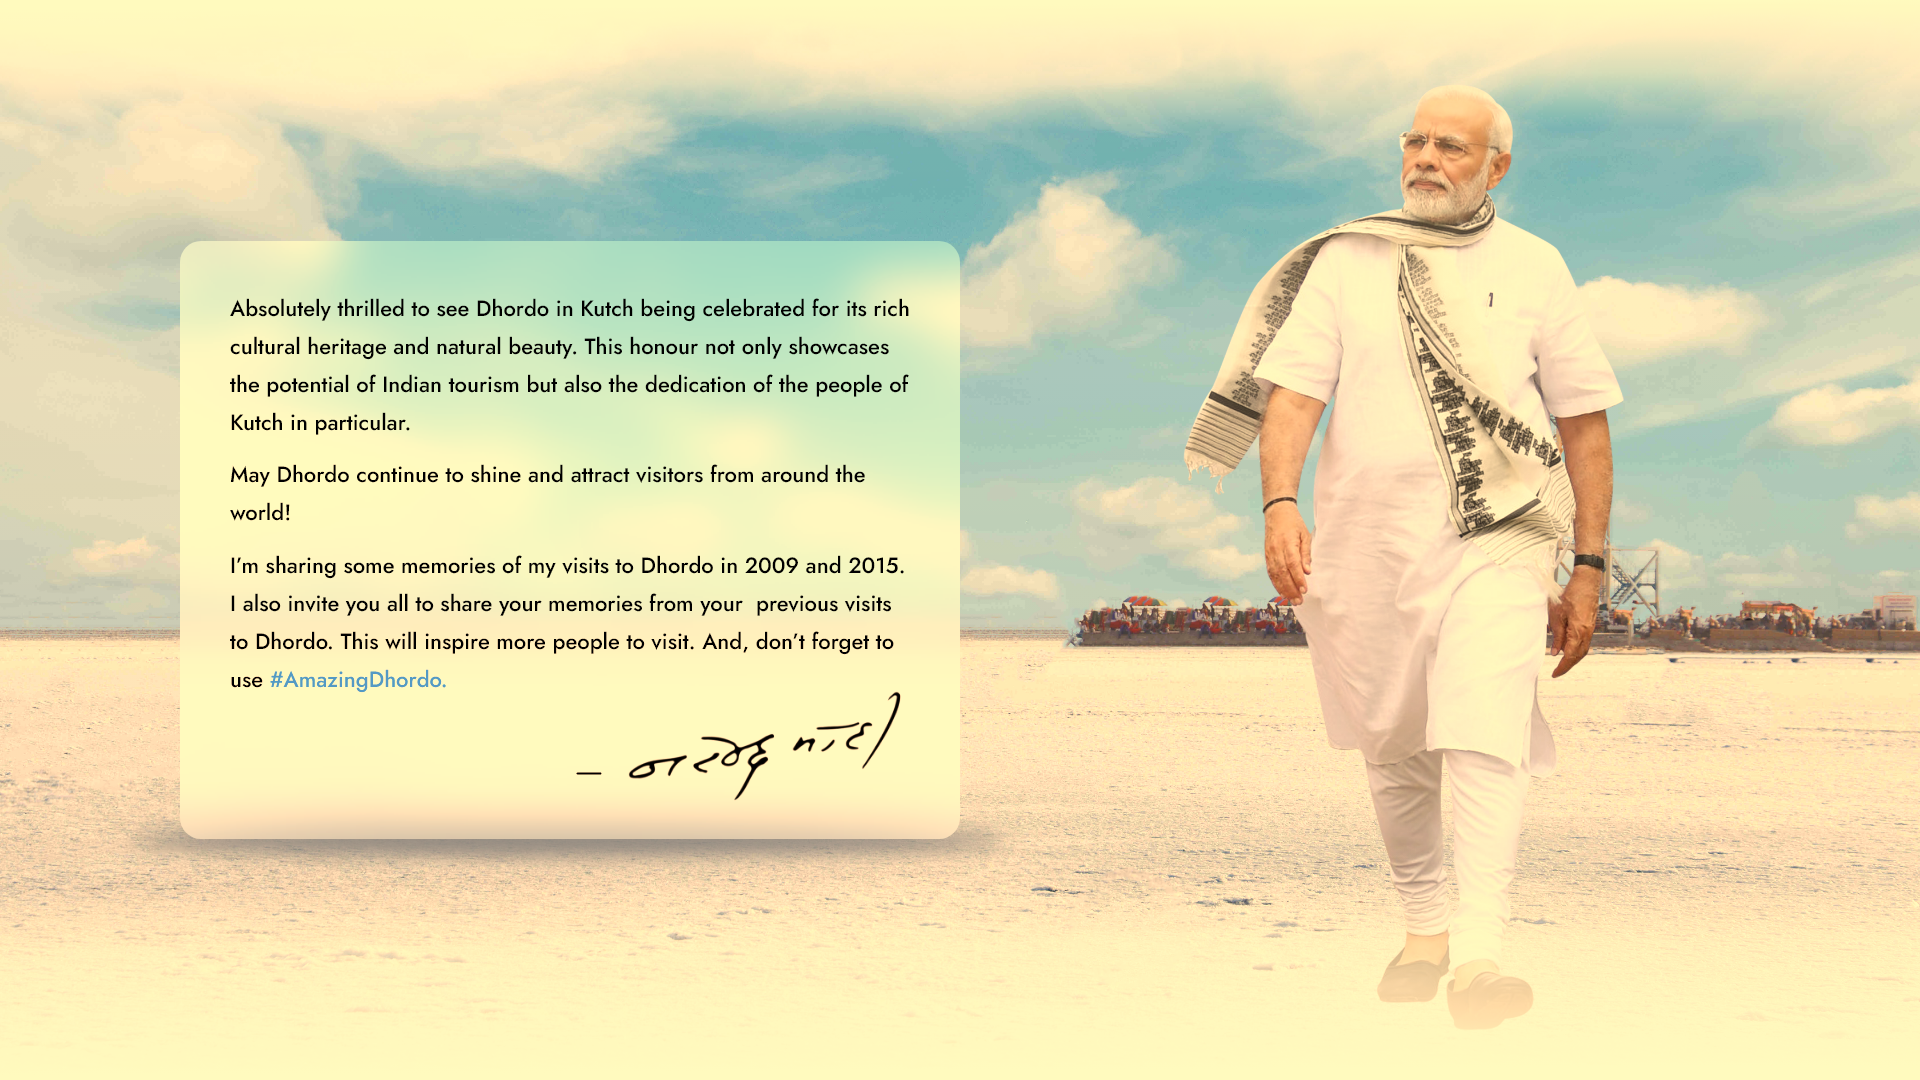 Absolutely thrilled to see Dhordo in Kutch being celebrated for its rich
cultural heritage and natural beauty. This honour not only showcases
the potential of Indian tourism but also the dedication of the people of
Kutch in particular.
May Dhordo continue to shine and attract visitors from around the
world!
I’m sharing some memories of my visits to Dhordo in 2009 and 2015.
I also invite you all to share your memories from your  previous visits
to Dhordo. This will inspire more people to visit. And, don’t forget to
use #AmazingDhordo.
– नरेन्द्र मोदी